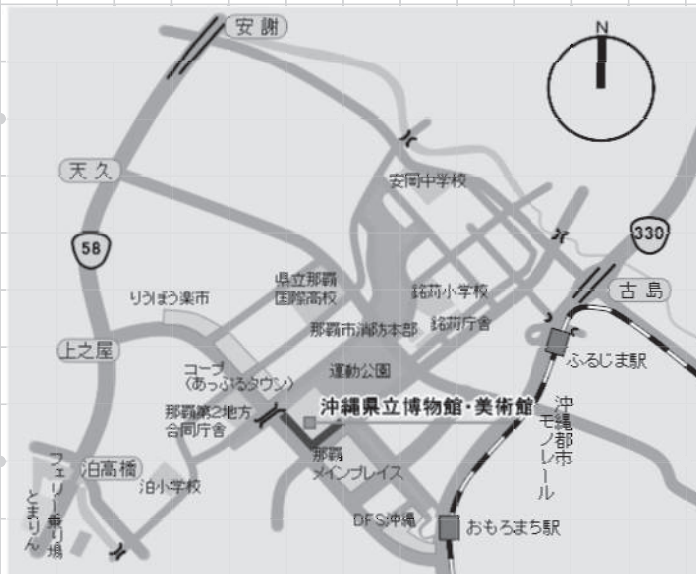 安謝
N
天久
安岡中学校
58
330
県立那覇
国際高校
りうぼう楽市
銘苅小学校
古島
那覇市消防本部
銘苅庁舎
上之屋
コープ
(あっぷるタウン)
運動公園
ふるじま駅
沖縄県立博物館・美術館
那覇第2地方
合同庁舎
沖縄都市
モノレール
那覇
メインプレイス
泊高橋
泊小学校
フェリー乗り場
とまりん
DFS沖縄
おもろまち駅